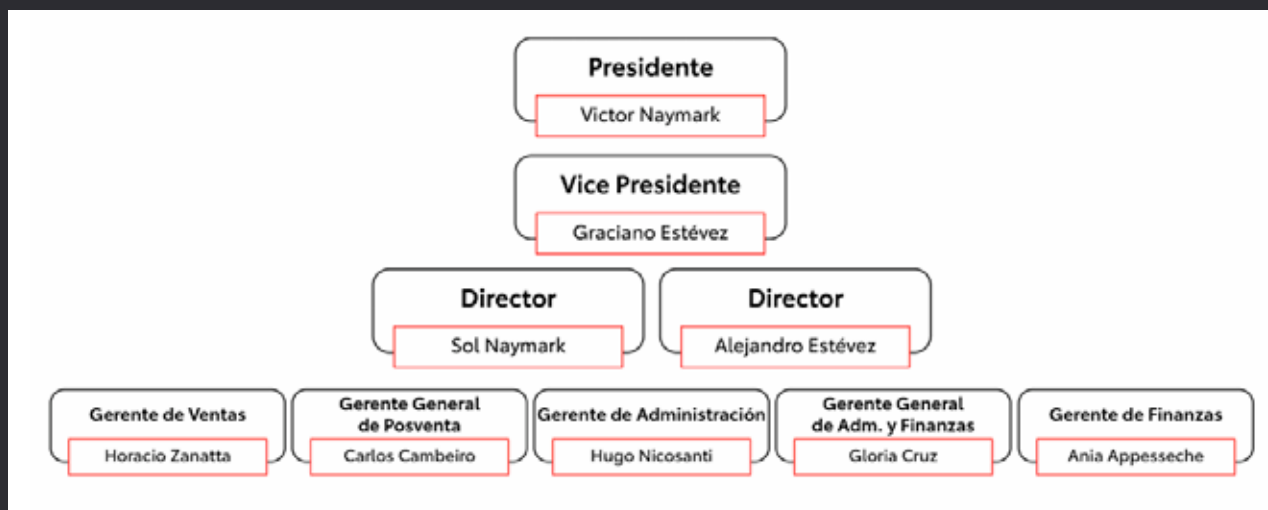 Presidente
Victor Naymark
Vice Presidente
Graciano Estévez
Director
Sol Naymark
Director
Alejandro Estévez
Gerente de Ventas
Horacio Zanatta
Gerente General
de Posventa
Carlos Cambeiro
Gerente de Administración
Hugo Nicosanti
Gerente General
de Adm. y Finanzas
Gloria Cruz
Gerente de Finanzas
Ania Appesseche